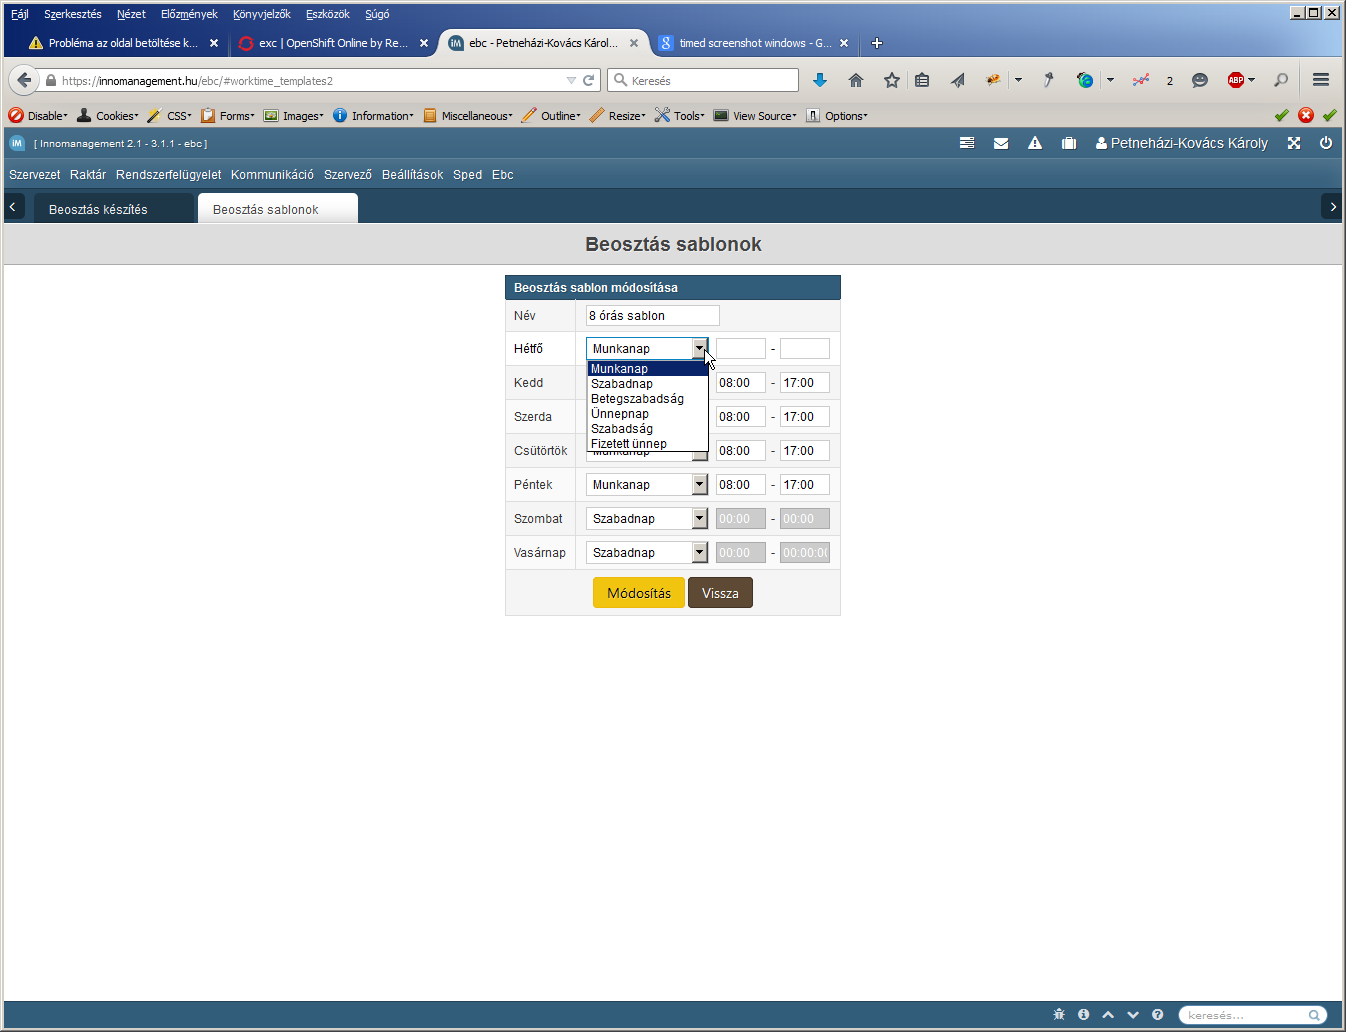 Fájl Szerkesztés Nézet Előzmények Könyvjelzők Eszközök Súgó
Probléma az oldal betöltése k... exc | OpenShift Online by Re... ebc - Petneházi-Kovács Károl... timed screenshot windows - G...
https://innomanagement.hu/ebc/#worktime_templates2 Keresés 2 ABP
Disable Cookies CSS Forms Images Information Miscellaneous Outline Resize Tools View Source Options
iM [ Innomanagement 2.1 - 3.1.1 - ebc ] Petneházi-Kovács Károly
Szervezet Raktár Rendszerfelügyelet Kommunikáció Szervező Beállítások Sped Ebc
Beosztás készítés Beosztás sablonok
Beosztás sablonok
Beosztás sablon módosítása
Név 8 órás sablon
Hétfő Munkanap -
Munkanap
Kedd 08:00 - 17:00
Szabadnap
Betegszabadság
Szerda 08:00 - 17:00
Ünnepnap
Szabadság
Fizetett ünnep
Csütörtök Munkanap 08:00 - 17:00
Péntek Munkanap 08:00 - 17:00
Szombat Szabadnap 00:00 - 00:00
Vasárnap Szabadnap 00:00 - 00:00:0
Módosítás Vissza
keresés...